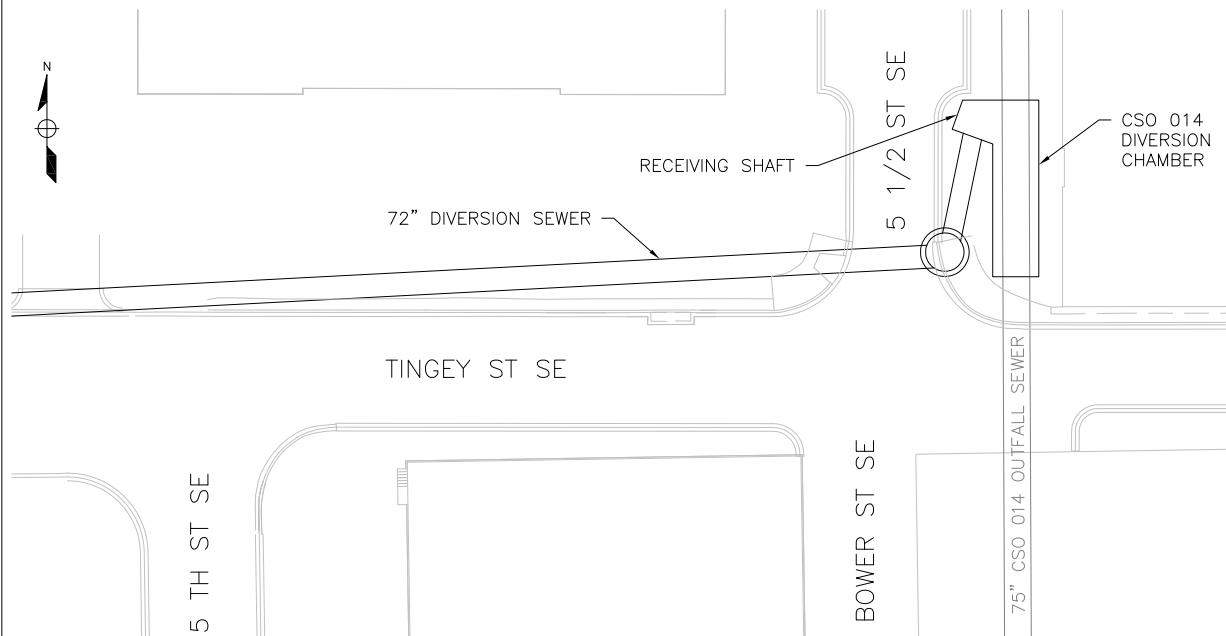 N
5 1/2 ST SE
CSO 014
DIVERSION
CHAMBER
RECEIVING SHAFT
72" DIVERSION SEWER
TINGEY ST SE
75" CSO 014 OUTFALL SEWER
BOWER ST SE
5 TH ST SE